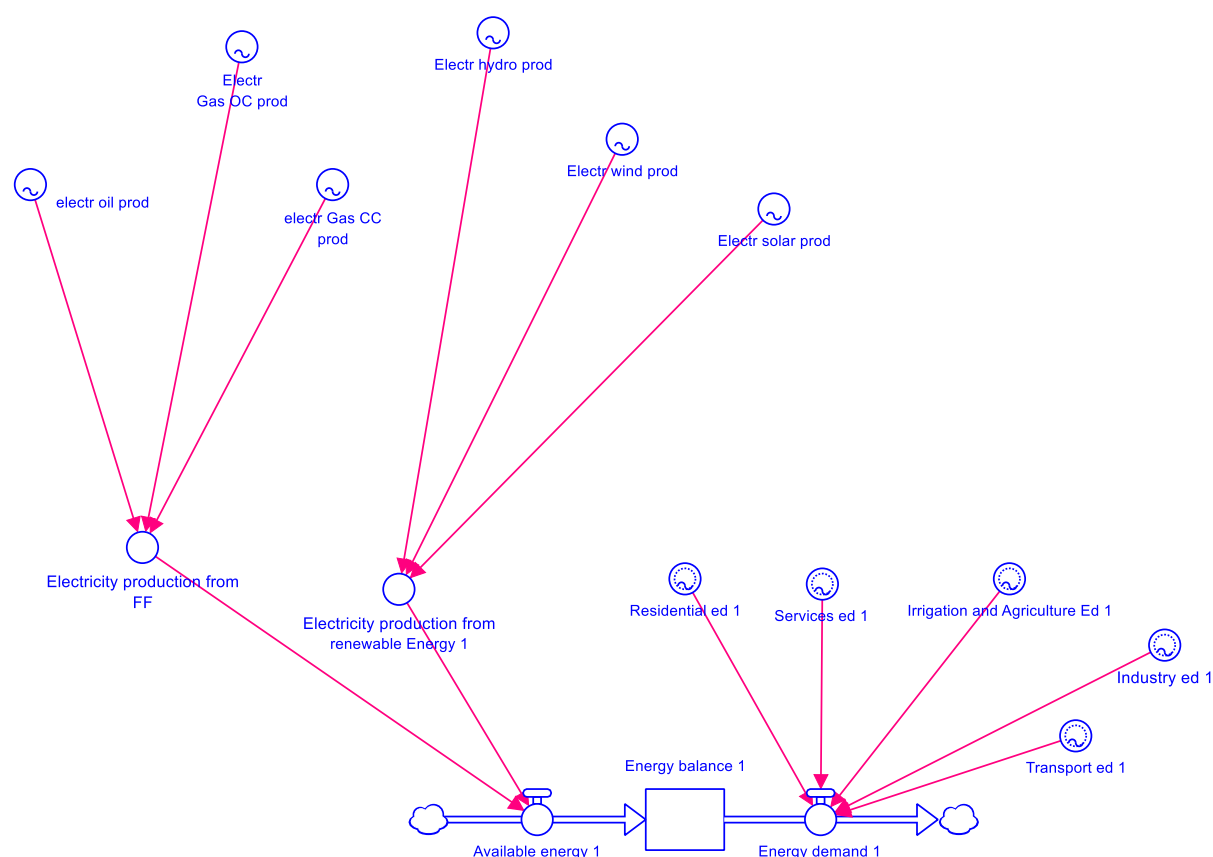 Electr hydro prod
Electr
Gas OC prod
Electr wind prod
electr oil prod
electr Gas CC
prod
Electr solar prod
Electricity production from
FF
Electricity production from
renewable Energy 1
Residential ed 1
Services ed 1
Irrigation and Agriculture Ed 1
Industry ed 1
Transport ed 1
Energy balance 1
Available energy 1
Energy demand 1